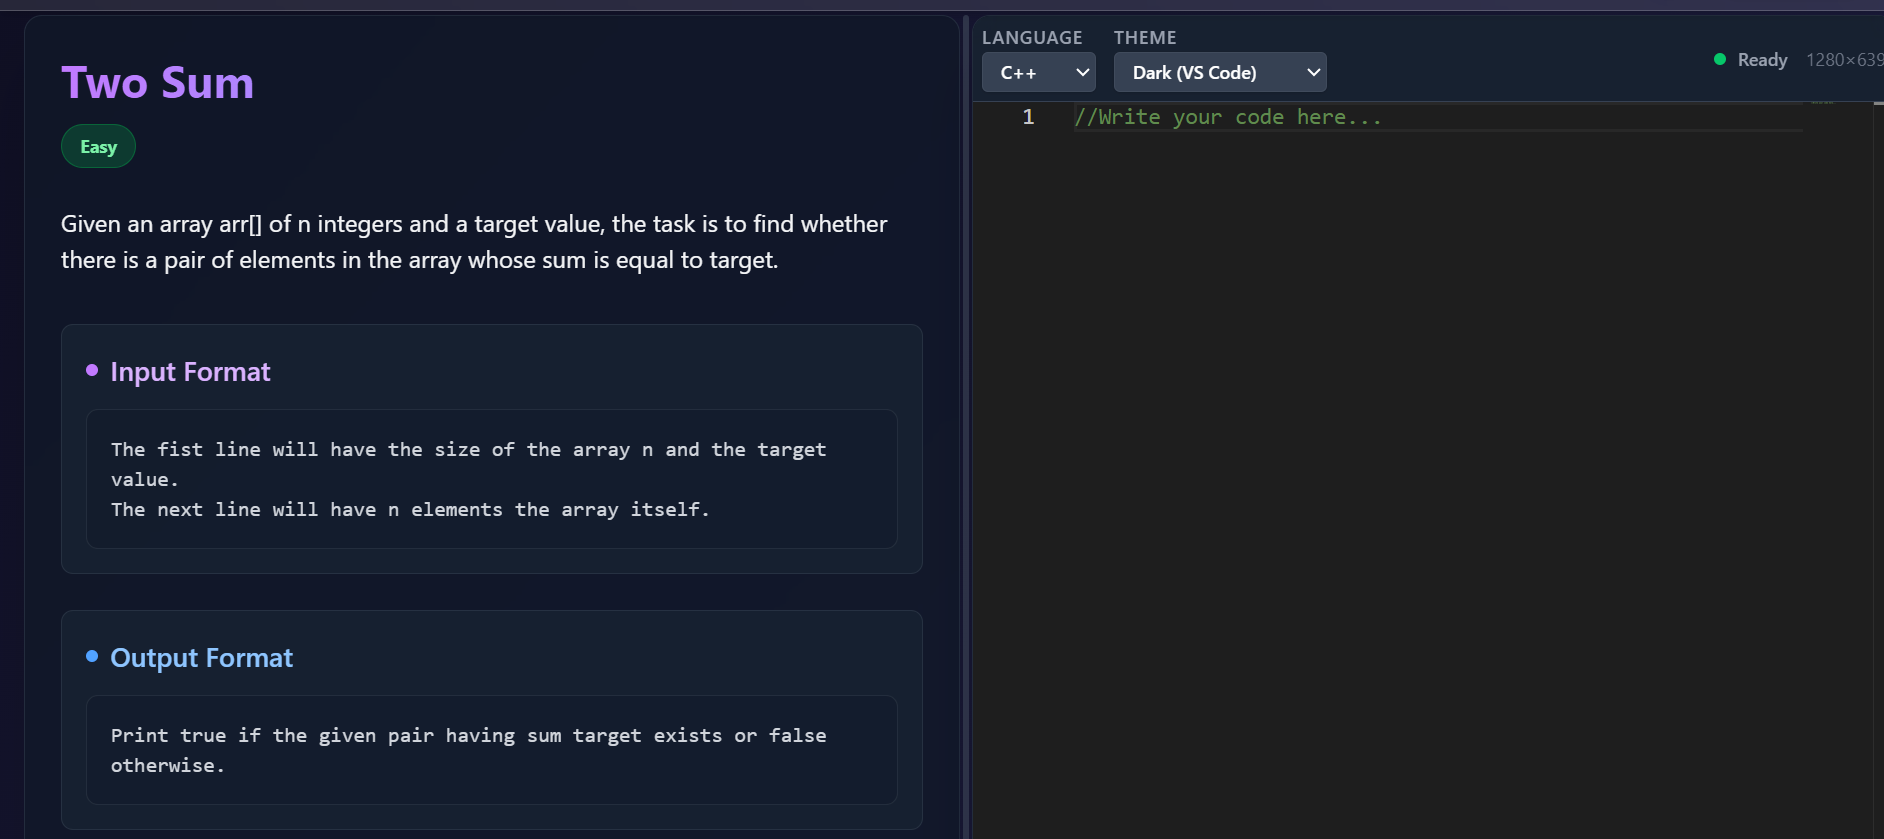 Two Sum
Easy
Given an array arr[] of n integers and a target value, the task is to find whether
there is a pair of elements in the array whose sum is equal to target.
Input Format
The fist line will have the size of the array n and the target
value.
The next line will have n elements the array itself.
Output Format
Print true if the given pair having sum target exists or false
otherwise.
LANGUAGE THEME
C++ Dark (VS Code)
Ready 1280×639
1 //Write your code here...